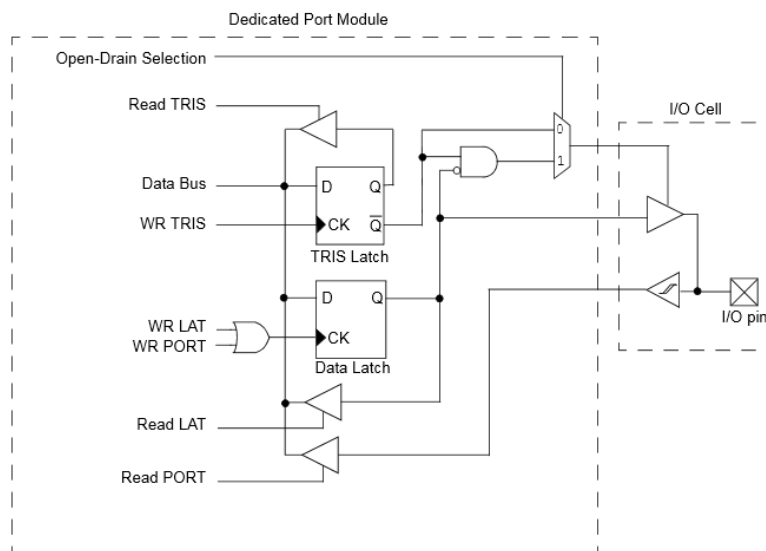 Dedicated Port Module
Open-Drain Selection
I/O Cell
Read TRIS
0
1
Data Bus
D
Q
WR TRIS
CK
Q̅
TRIS Latch
D
Q
I/O pin
WR LAT
WR PORT
CK
Data Latch
Read LAT
Read PORT